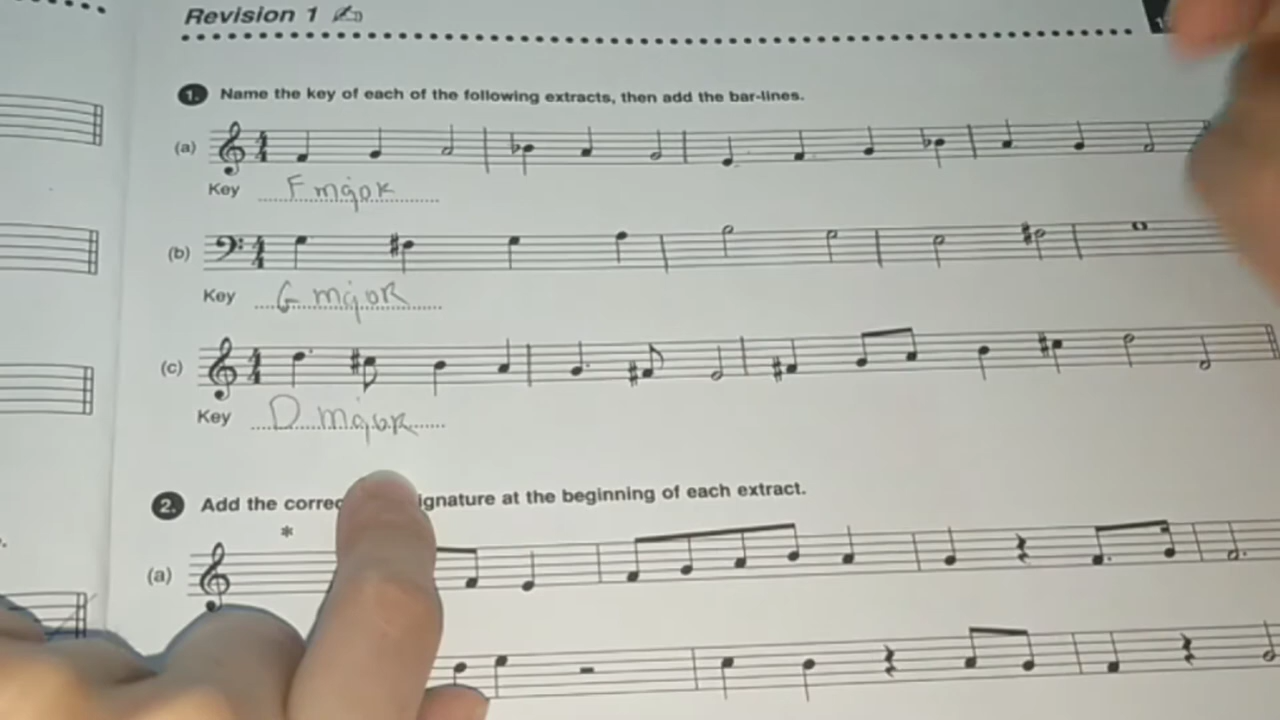 Revision 1
1. Name the key of each of the following extracts, then add the bar-lines.
(a)
Key F major
(b)
Key G major
(c)
Key D major
2. Add the ignature at the beginning of each extract.
*
(a)